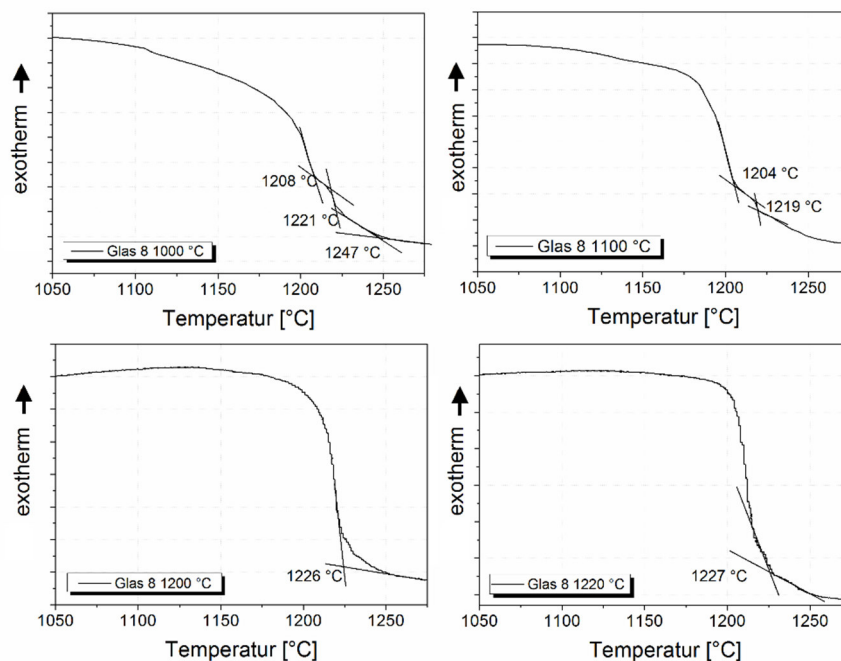 exotherm
1208 °C
1221 °C
1247 °C
Glas 8 1000 °C
1050 1100 1150 1200 1250
Temperatur [°C]
exotherm
1204 °C
1219 °C
Glas 8 1100 °C
1050 1100 1150 1200 1250
Temperatur [°C]
exotherm
1226 °C
Glas 8 1200 °C
1050 1100 1150 1200 1250
Temperatur [°C]
exotherm
1227 °C
Glas 8 1220 °C
1050 1100 1150 1200 1250
Temperatur [°C]